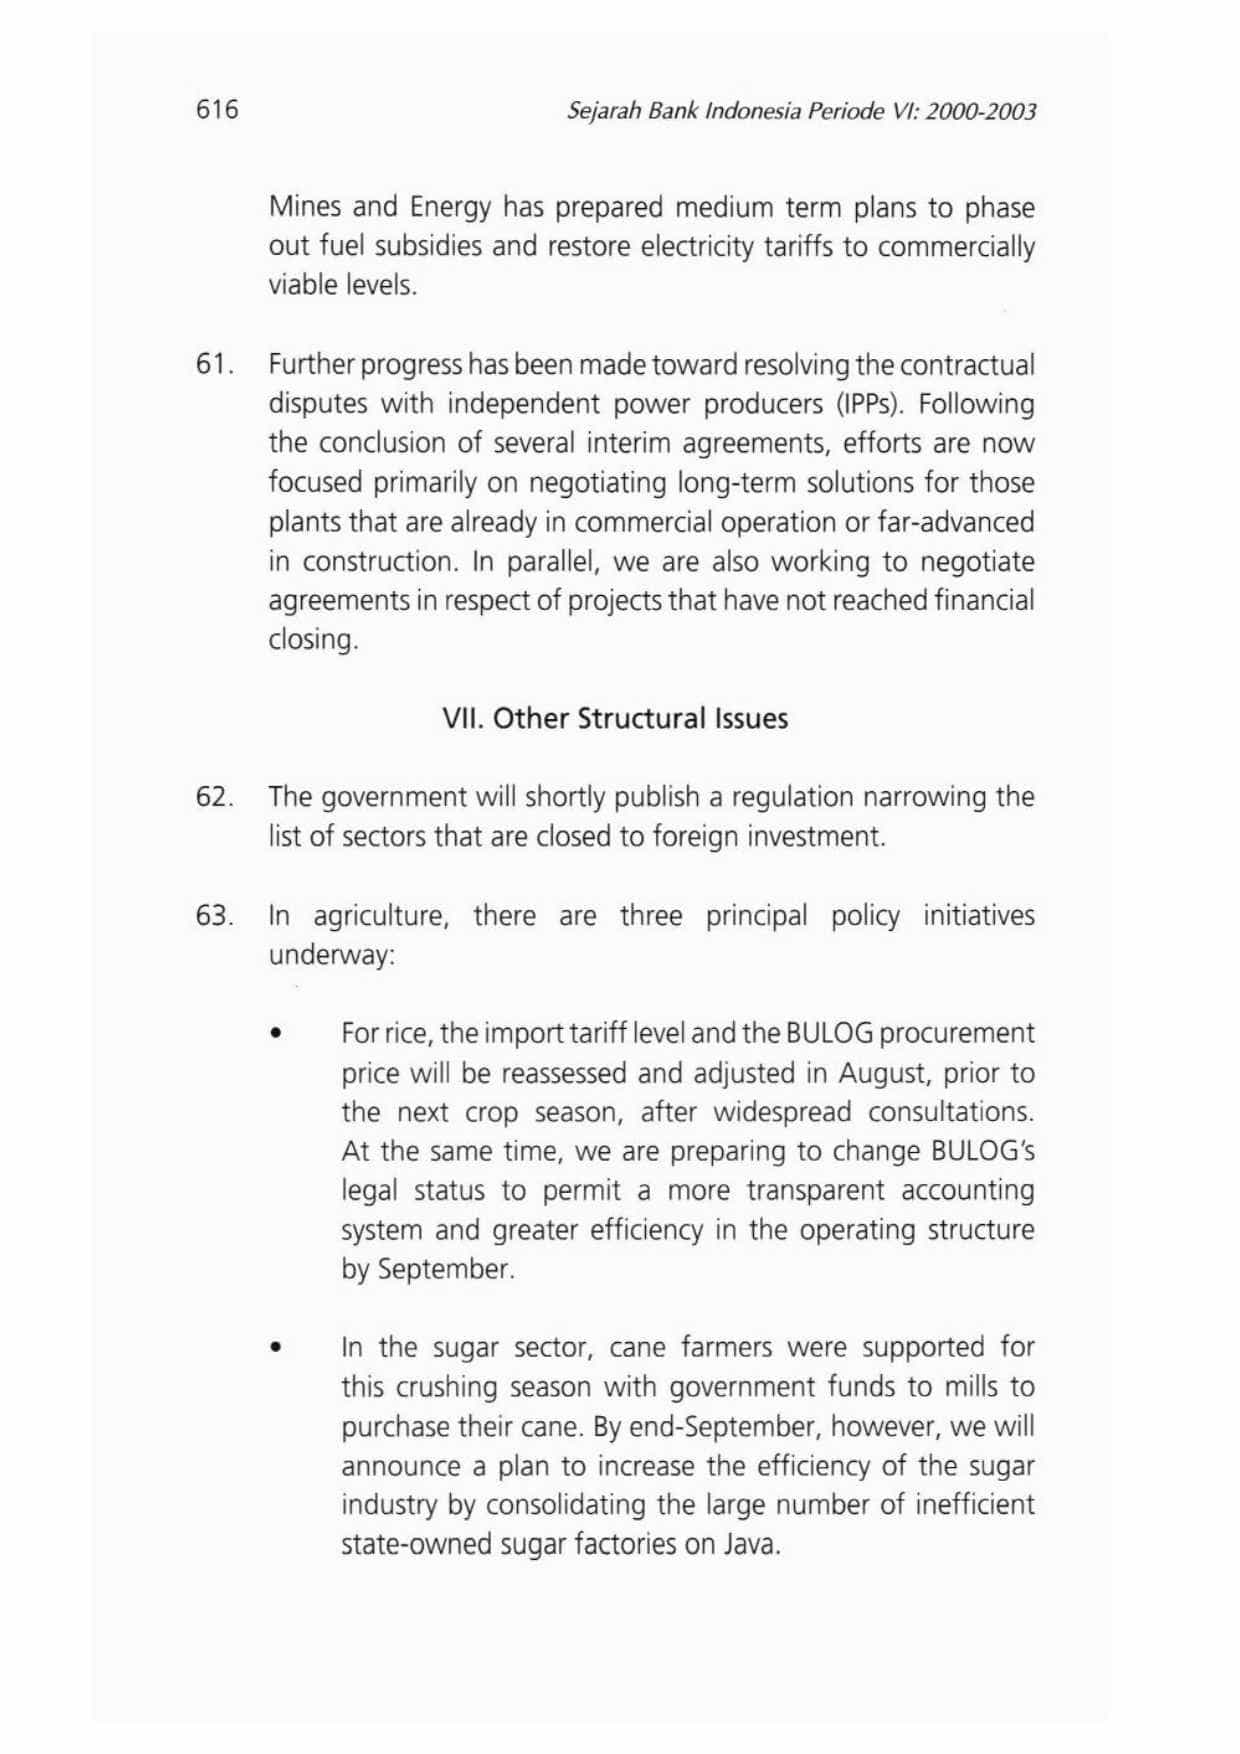 616
Sejarah Bank Indonesia Periode VI: 2000-2003
Mines and Energy has prepared medium term plans to phase
out fuel subsidies and restore electricity tariffs to commercially
viable levels.
61. Further progress has been made toward resolving the contractual
disputes with independent power producers (IPPs). Following
the conclusion of several interim agreements, efforts are now
focused primarily on negotiating long-term solutions for those
plants that are already in commercial operation or far-advanced
in construction. In parallel, we are also working to negotiate
agreements in respect of projects that have not reached financial
closing.
VII. Other Structural Issues
62. The government will shortly publish a regulation narrowing the
list of sectors that are closed to foreign investment.
63. In agriculture, there are three principal policy initiatives
underway:
• For rice, the import tariff level and the BULOG procurement
price will be reassessed and adjusted in August, prior to
the next crop season, after widespread consultations.
At the same time, we are preparing to change BULOG's
legal status to permit a more transparent accounting
system and greater efficiency in the operating structure
by September.
• In the sugar sector, cane farmers were supported for
this crushing season with government funds to mills to
purchase their cane. By end-September, however, we will
announce a plan to increase the efficiency of the sugar
industry by consolidating the large number of inefficient
state-owned sugar factories on Java.